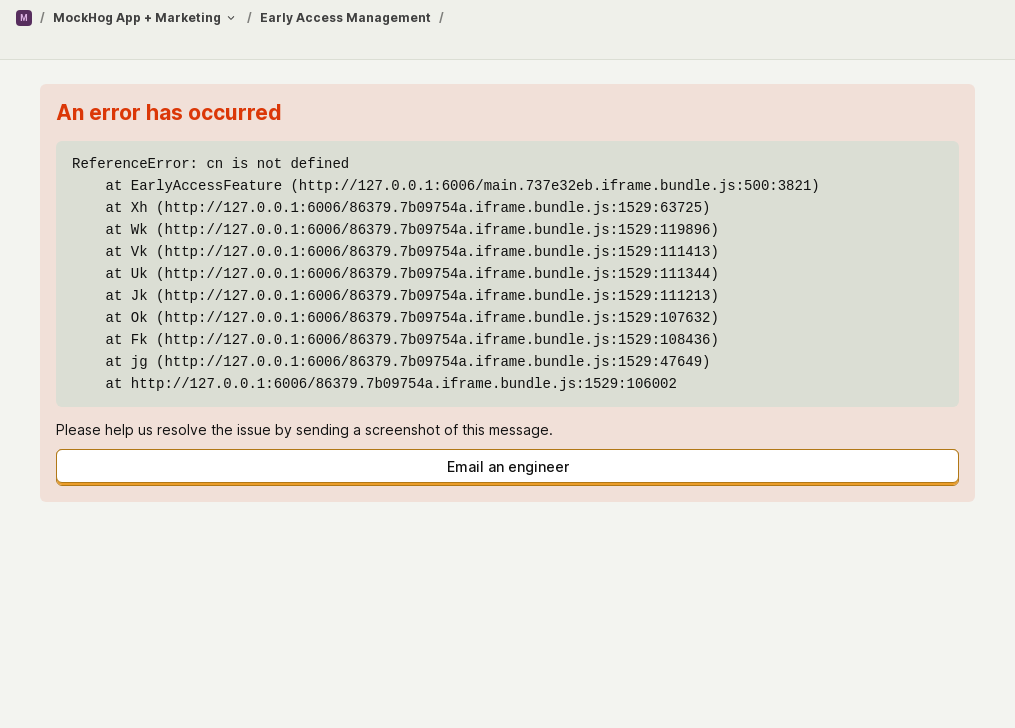 M / MockHog App + Marketing / Early Access Management /
An error has occurred
ReferenceError: cn is not defined
    at EarlyAccessFeature (http://127.0.0.1:6006/main.737e32eb.iframe.bundle.js:500:3821)
    at Xh (http://127.0.0.1:6006/86379.7b09754a.iframe.bundle.js:1529:63725)
    at Wk (http://127.0.0.1:6006/86379.7b09754a.iframe.bundle.js:1529:119896)
    at Vk (http://127.0.0.1:6006/86379.7b09754a.iframe.bundle.js:1529:111413)
    at Uk (http://127.0.0.1:6006/86379.7b09754a.iframe.bundle.js:1529:111344)
    at Jk (http://127.0.0.1:6006/86379.7b09754a.iframe.bundle.js:1529:111213)
    at Ok (http://127.0.0.1:6006/86379.7b09754a.iframe.bundle.js:1529:107632)
    at Fk (http://127.0.0.1:6006/86379.7b09754a.iframe.bundle.js:1529:108436)
    at jg (http://127.0.0.1:6006/86379.7b09754a.iframe.bundle.js:1529:47649)
    at http://127.0.0.1:6006/86379.7b09754a.iframe.bundle.js:1529:106002
Please help us resolve the issue by sending a screenshot of this message.
Email an engineer